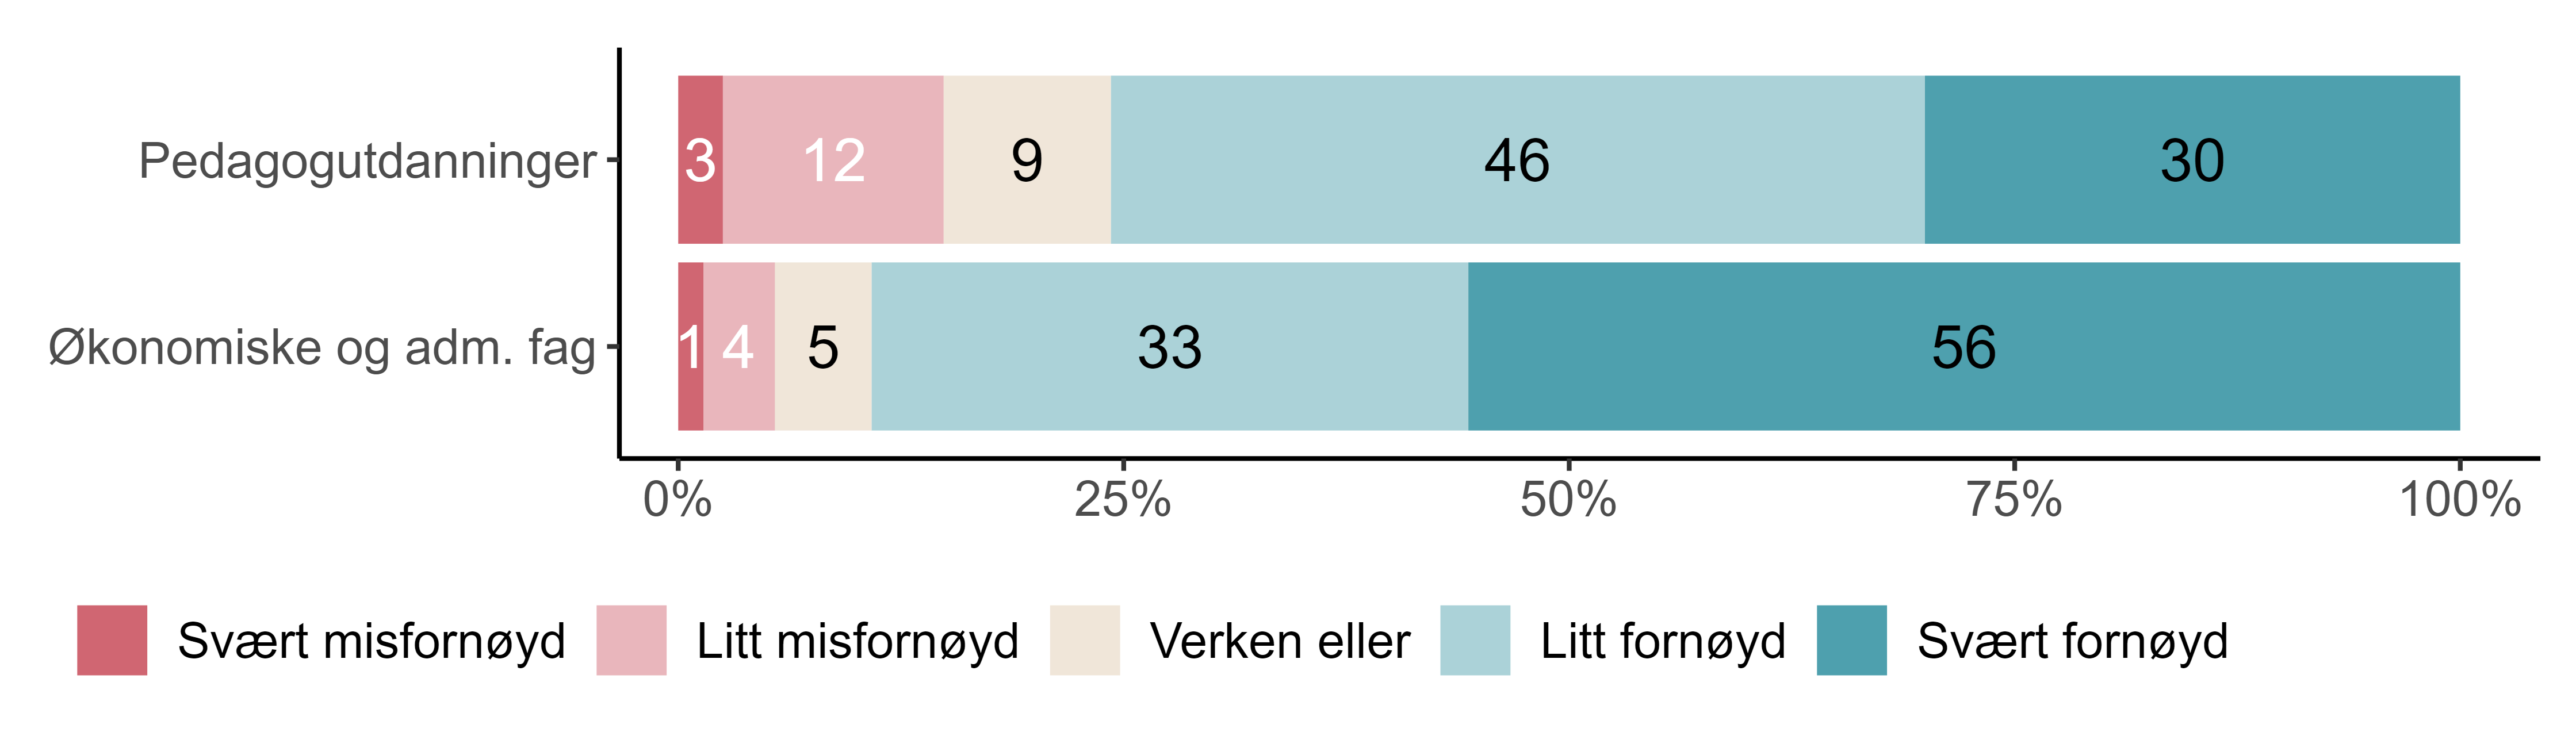 Pedagogutdanninger 3 12 9 46 30
Økonomiske og adm. fag 1 4 5 33 56
0% 25% 50% 75% 100%
Svært misfornøyd Litt misfornøyd Verken eller Litt fornøyd Svært fornøyd